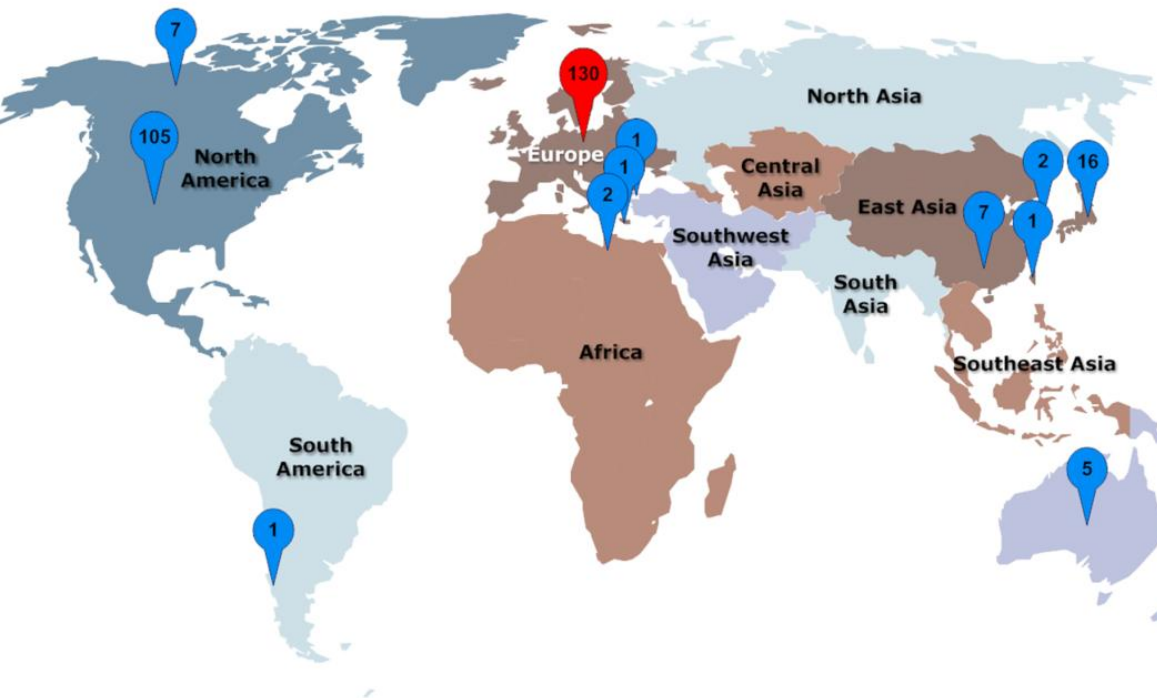 7
130
North Asia
105
North
America
1
Europe
1
Central
Asia
2
16
2
East Asia
7
1
Southwest
Asia
South
Asia
Africa
Southeast Asia
South
America
5
1